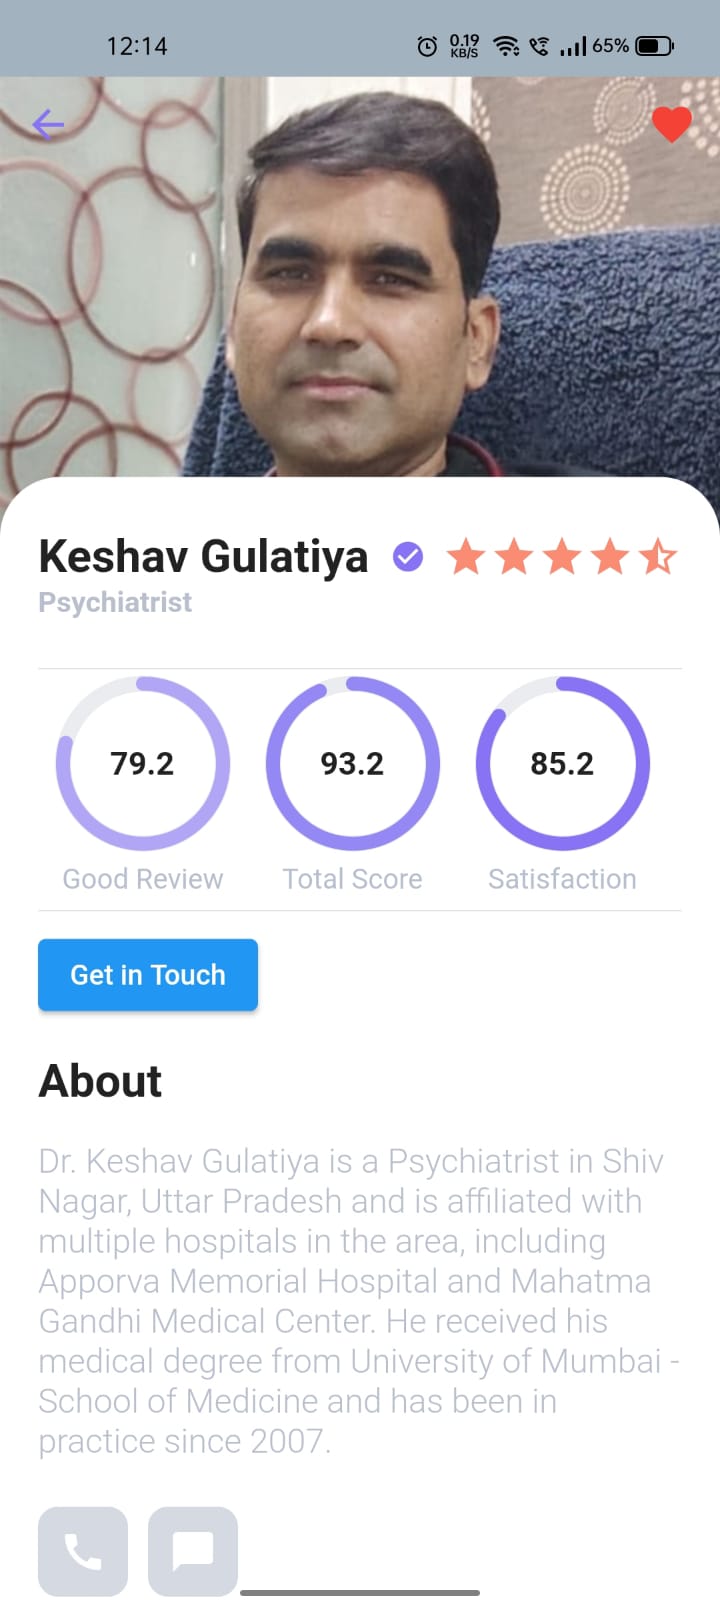 12:14 0.19 KB/S 65%
Keshav Gulatiya
Psychiatrist
79.2 93.2 85.2
Good Review Total Score Satisfaction
Get in Touch
About
Dr. Keshav Gulatiya is a Psychiatrist in Shiv
Nagar, Uttar Pradesh and is affiliated with
multiple hospitals in the area, including
Apporva Memorial Hospital and Mahatma
Gandhi Medical Center. He received his
medical degree from University of Mumbai -
School of Medicine and has been in
practice since 2007.